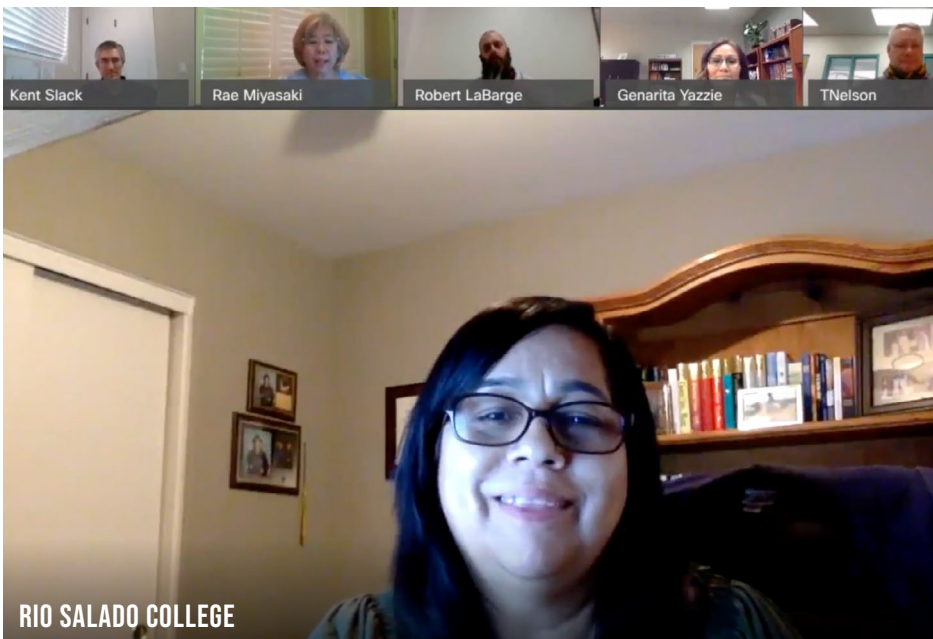 Kent Slack
Rae Miyasaki
Robert LaBarge
Genarita Yazzie
TNelson
RIO SALADO COLLEGE